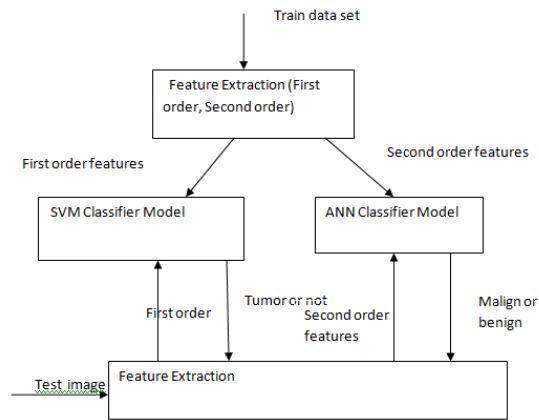 Train data set
Feature Extraction (First
order, Second order)
First order features
Second order features
SVM Classifier Model
ANN Classifier Model
First order
Tumor or not
Second order
features
Malign or
benign
Test image
Feature Extraction